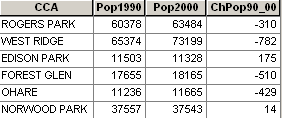 CCA Pop1990 Pop2000 ChPop90_00
ROGERS PARK 60378 63484 -310
WEST RIDGE 65374 73199 -782
EDISON PARK 11503 11328 175
FOREST GLEN 17655 18165 -510
OHARE 11236 11665 -429
NORWOOD PARK 37557 37543 14